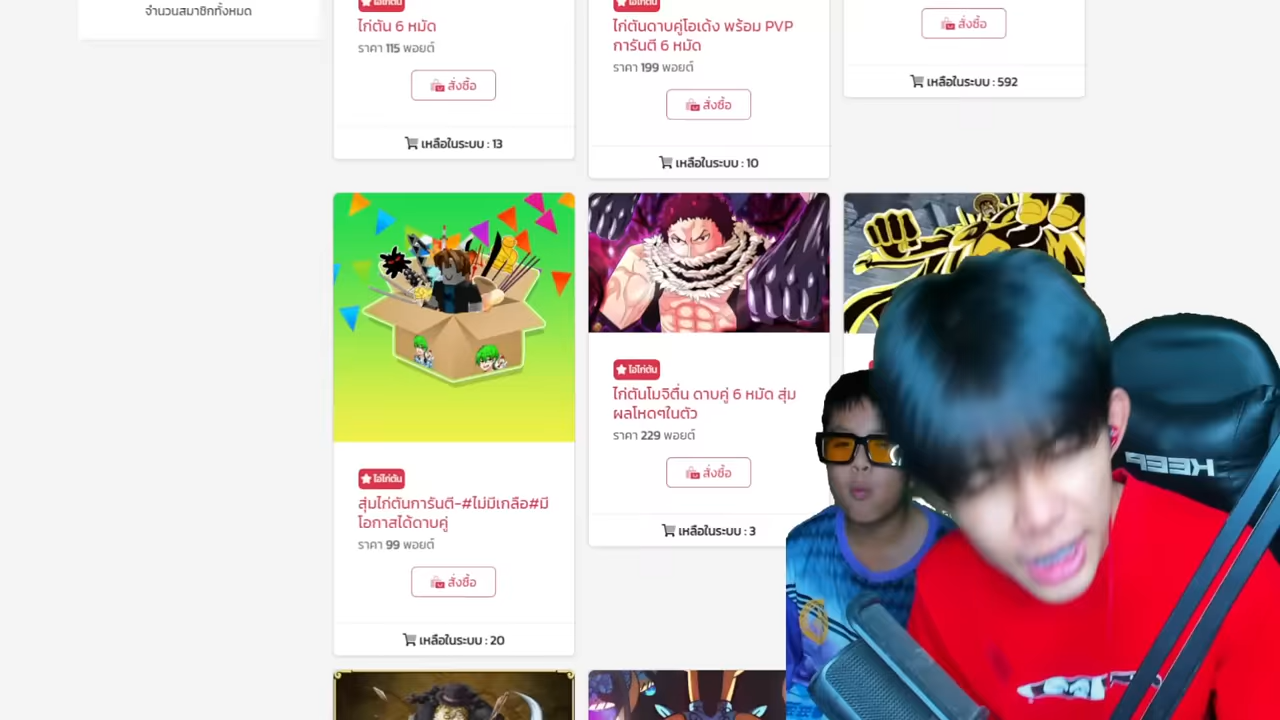 จำนวนสมาชิกทั้งหมด
ไก่ตัน 6 หมัด
ราคา 115 พอยต์
สั่งซื้อ
เหลือในระบบ : 13
ไก่ตันดาบคู่โอเด้ง พร้อม PVP
การันตี 6 หมัด
ราคา 199 พอยต์
สั่งซื้อ
เหลือในระบบ : 10
สั่งซื้อ
เหลือในระบบ : 592
ไอ่ไก่ตัน
สุ่มไก่ตันการันตี-#ไม่มีเกลือ#มี
โอกาสได้ดาบคู่
ราคา 99 พอยต์
สั่งซื้อ
เหลือในระบบ : 20
ไอ่ไก่ตัน
ไก่ตันโมจิตื่น ดาบคู่ 6 หมัด สุ่ม
ผลโหดๆในตัว
ราคา 229 พอยต์
สั่งซื้อ
เหลือในระบบ : 3
KEEP